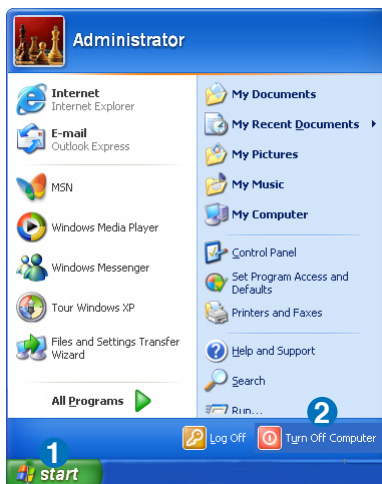 Administrator
Internet
Internet Explorer
E-mail
Outlook Express
MSN
Windows Media Player
Windows Messenger
Tour Windows XP
Files and Settings Transfer
Wizard
All Programs
My Documents
My Recent Documents
My Pictures
My Music
My Computer
Control Panel
Set Program Access and
Defaults
Printers and Faxes
Help and Support
Search
Run...
2
Log Off
Turn Off Computer
1
start